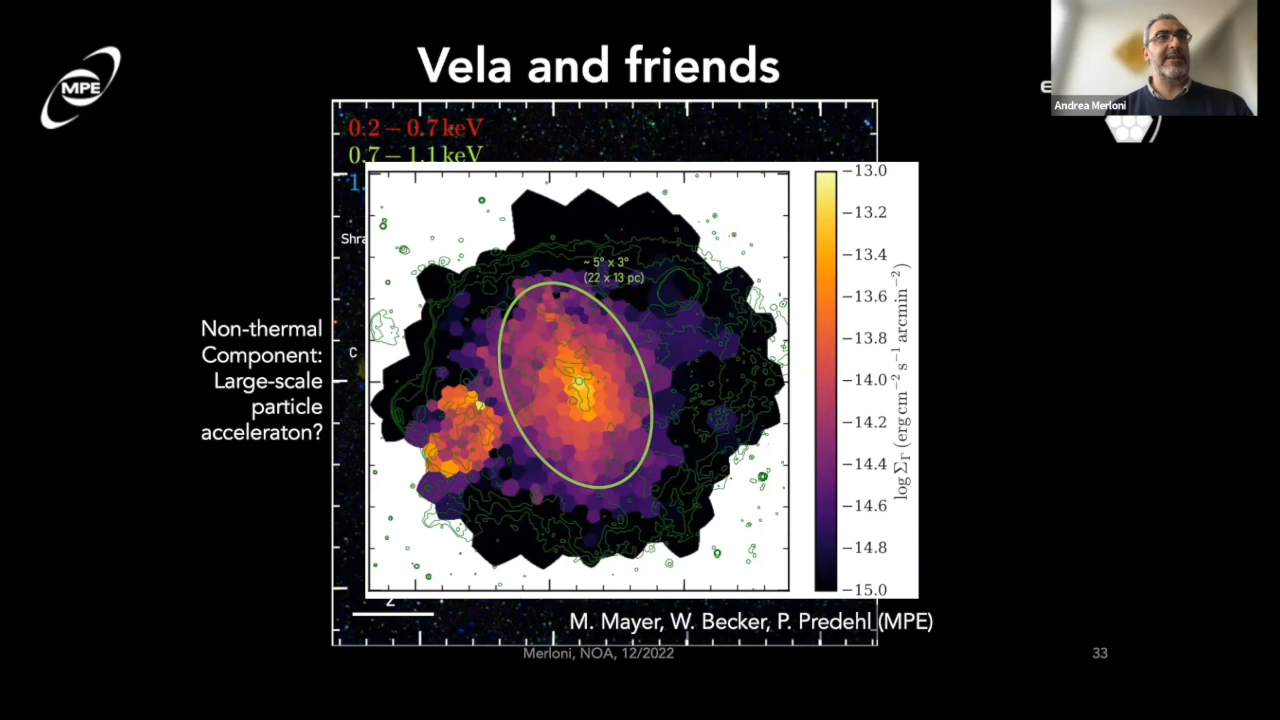 MPE
Vela and friends
Andrea Merloni
0.2 – 0.7 keV
0.7 – 1.1 keV
1.
Shra
~ 5° x 3°
(22 x 13 pc)
Non-thermal
Component:
Large-scale
particle
acceleraton?
C
−13.0
−13.2
−13.4
−13.6
−13.8
−14.0
−14.2
−14.4
−14.6
−14.8
−15.0
log Σ_Γ (erg cm⁻² s⁻¹ arcmin⁻²)
2
M. Mayer, W. Becker, P. Predehl (MPE)
Merloni, NOA, 12/2022
33